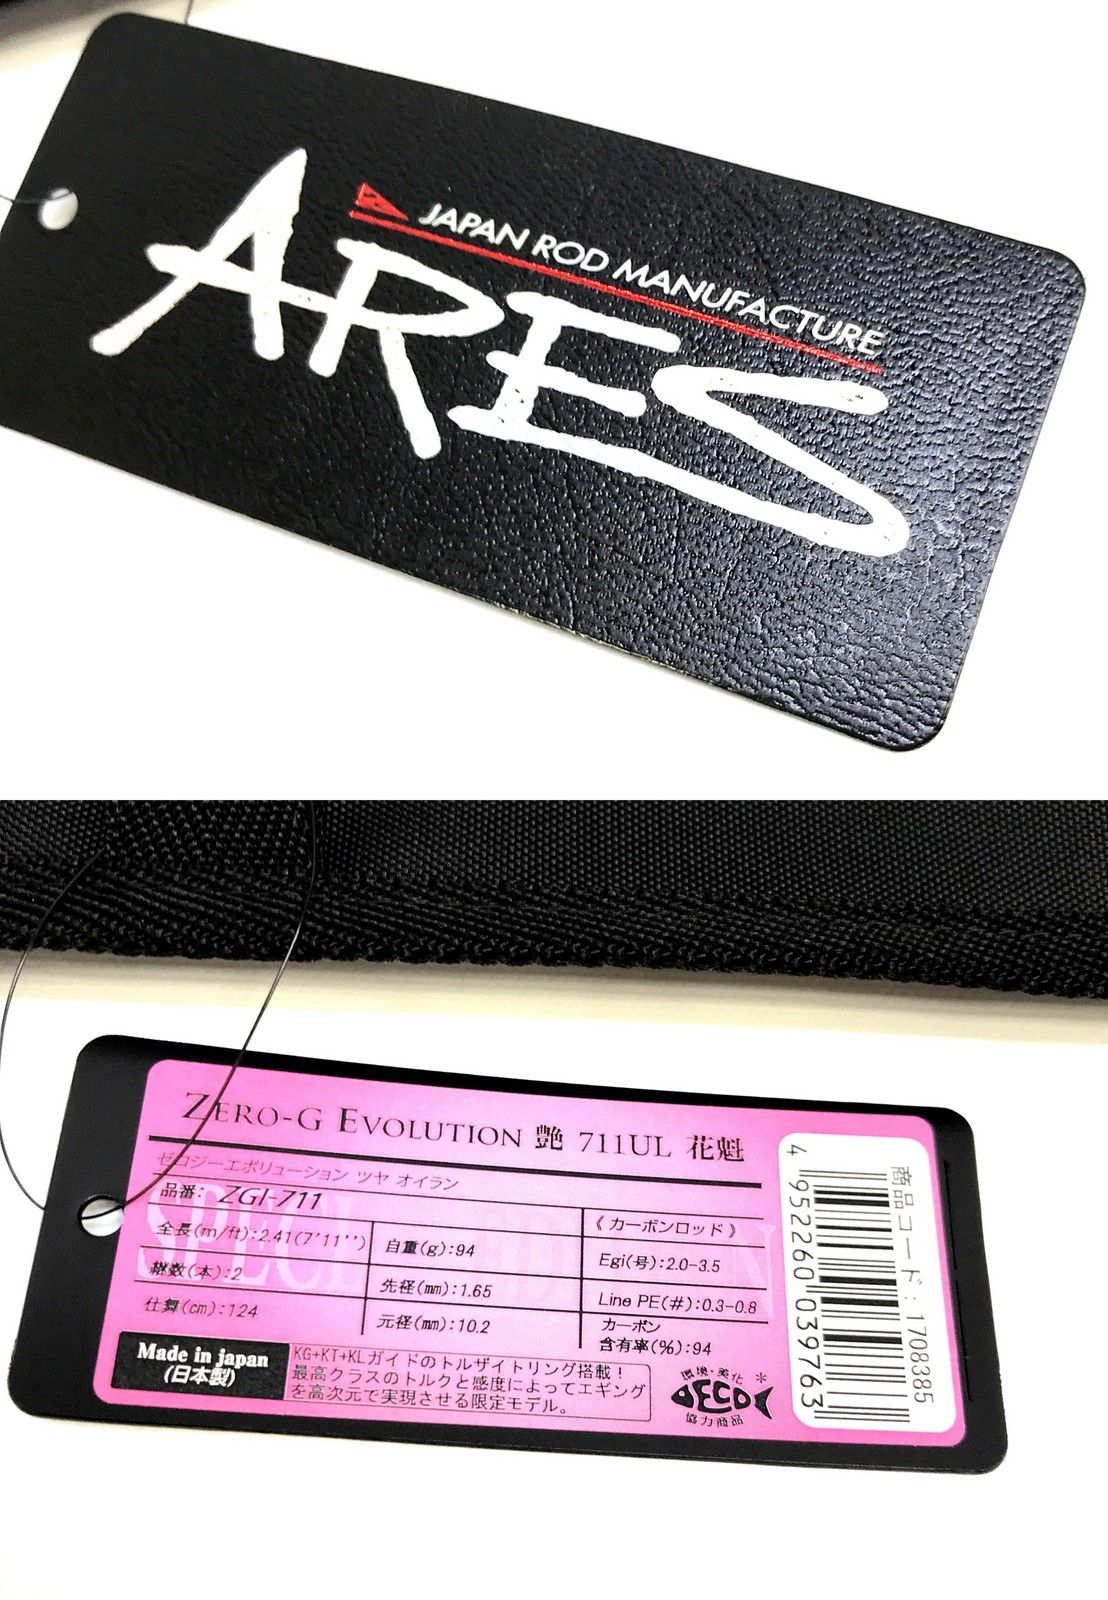 JAPAN ROD MANUFACTURE
ARES
ZERO-G EVOLUTION 艶 711UL 花魁
ゼロジーエボリューション ツヤ オイラン
品番: ZGI-711
全長(m/ft):2.41(7'11'')
継数(本):2
仕舞(cm):124
自重(g):94
先径(mm):1.65
元径(mm):10.2
《 カーボンロッド 》
Egi(号):2.0-3.5
Line PE(#):0.3-0.8
カーボン
含有率(%):94
Made in japan
(日本製)
KG+KT+KLガイドのトルザイトリング搭載!
最高クラスのトルクと感度によってエギング
を高次元で実現させる限定モデル。
環境・美化
DECO
協力商品
商品コード: 1708385
4 952260 039763